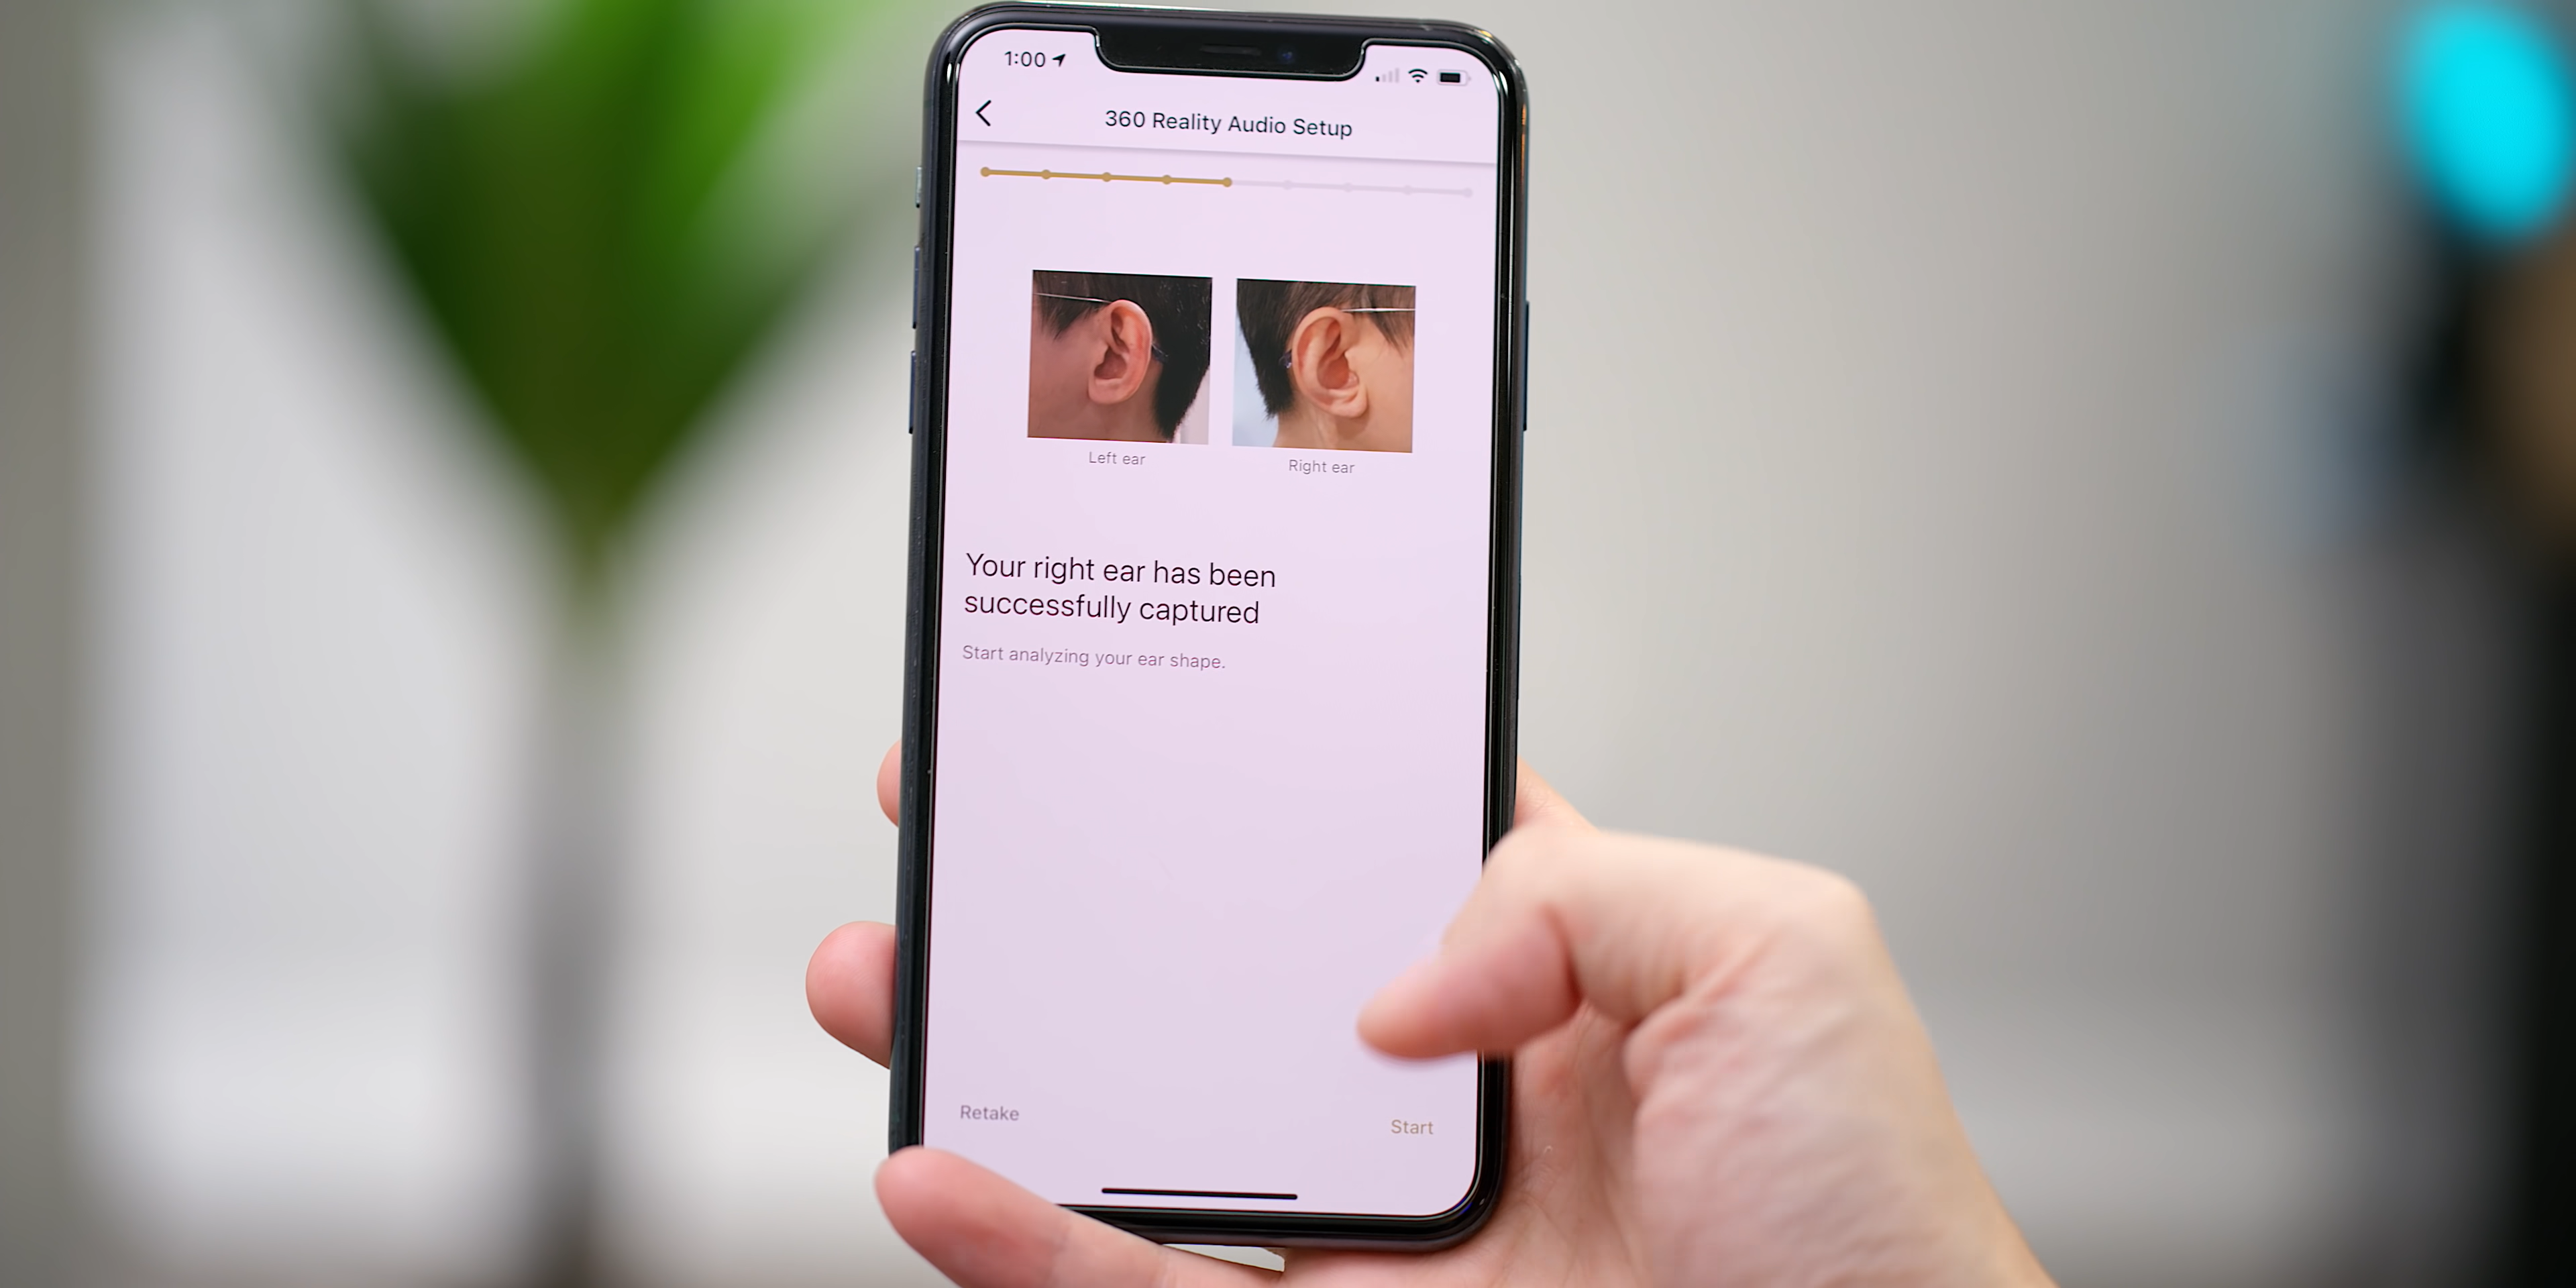 1:00
360 Reality Audio Setup
Left ear
Right ear
Your right ear has been
successfully captured
Start analyzing your ear shape.
Retake
Start